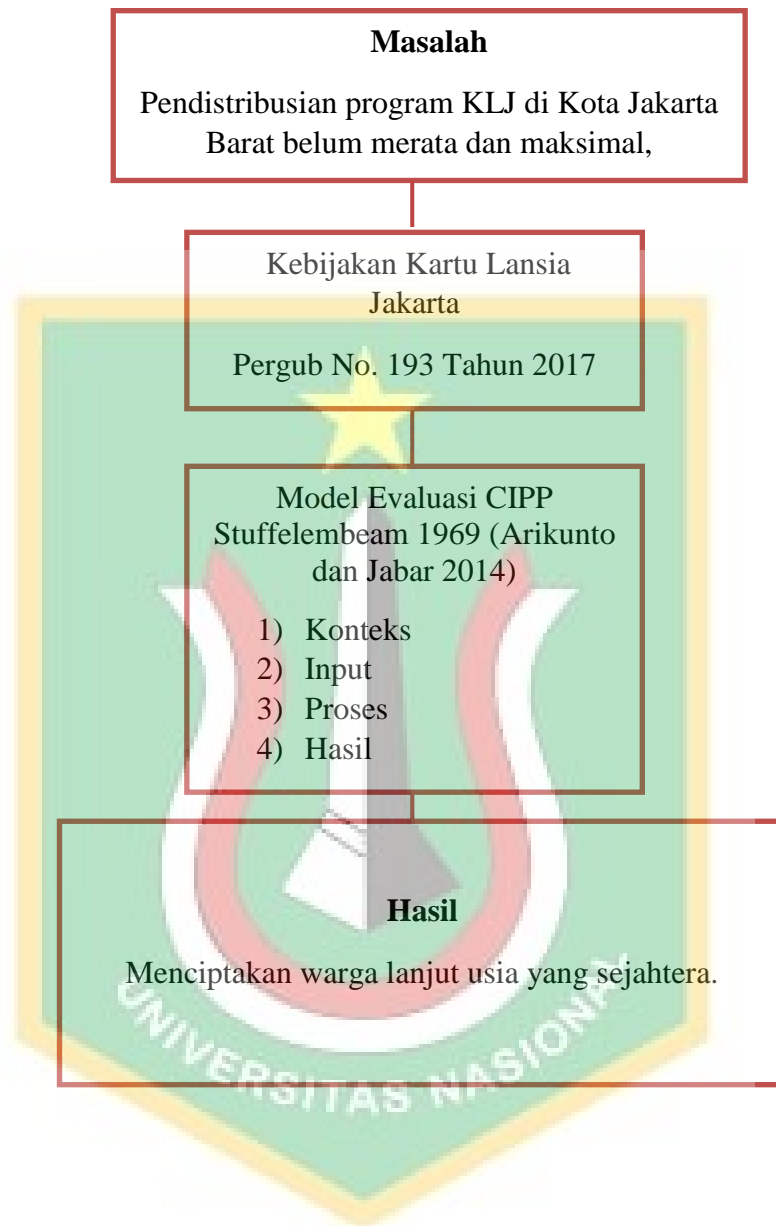 Masalah
Pendistribusian program KLJ di Kota Jakarta
Barat belum merata dan maksimal,
Kebijakan Kartu Lansia
Jakarta
Pergub No. 193 Tahun 2017
Model Evaluasi CIPP
Stuffelembeam 1969 (Arikunto
dan Jabar 2014)
1) Konteks
2) Input
3) Proses
4) Hasil
Hasil
Menciptakan warga lanjut usia yang sejahtera.
UNIVERSITAS NASIONAL